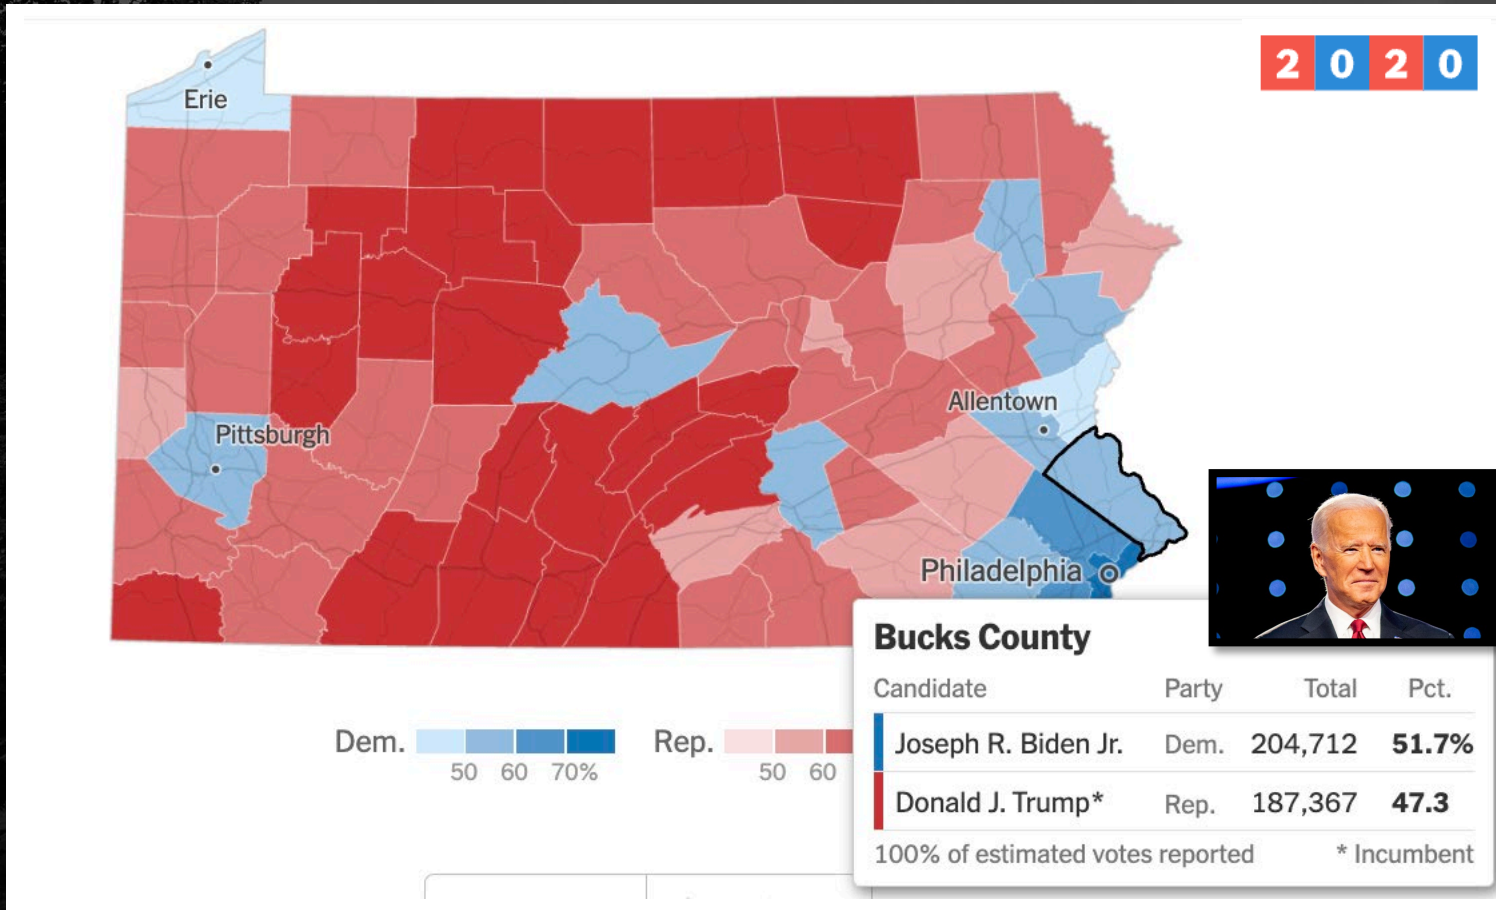 2020
Erie
Pittsburgh
Allentown
Philadelphia
Bucks County
Candidate Party Total Pct.
Joseph R. Biden Jr. Dem. 204,712 51.7%
Donald J. Trump* Rep. 187,367 47.3
100% of estimated votes reported * Incumbent
Dem. Rep.
50 60 70% 50 60